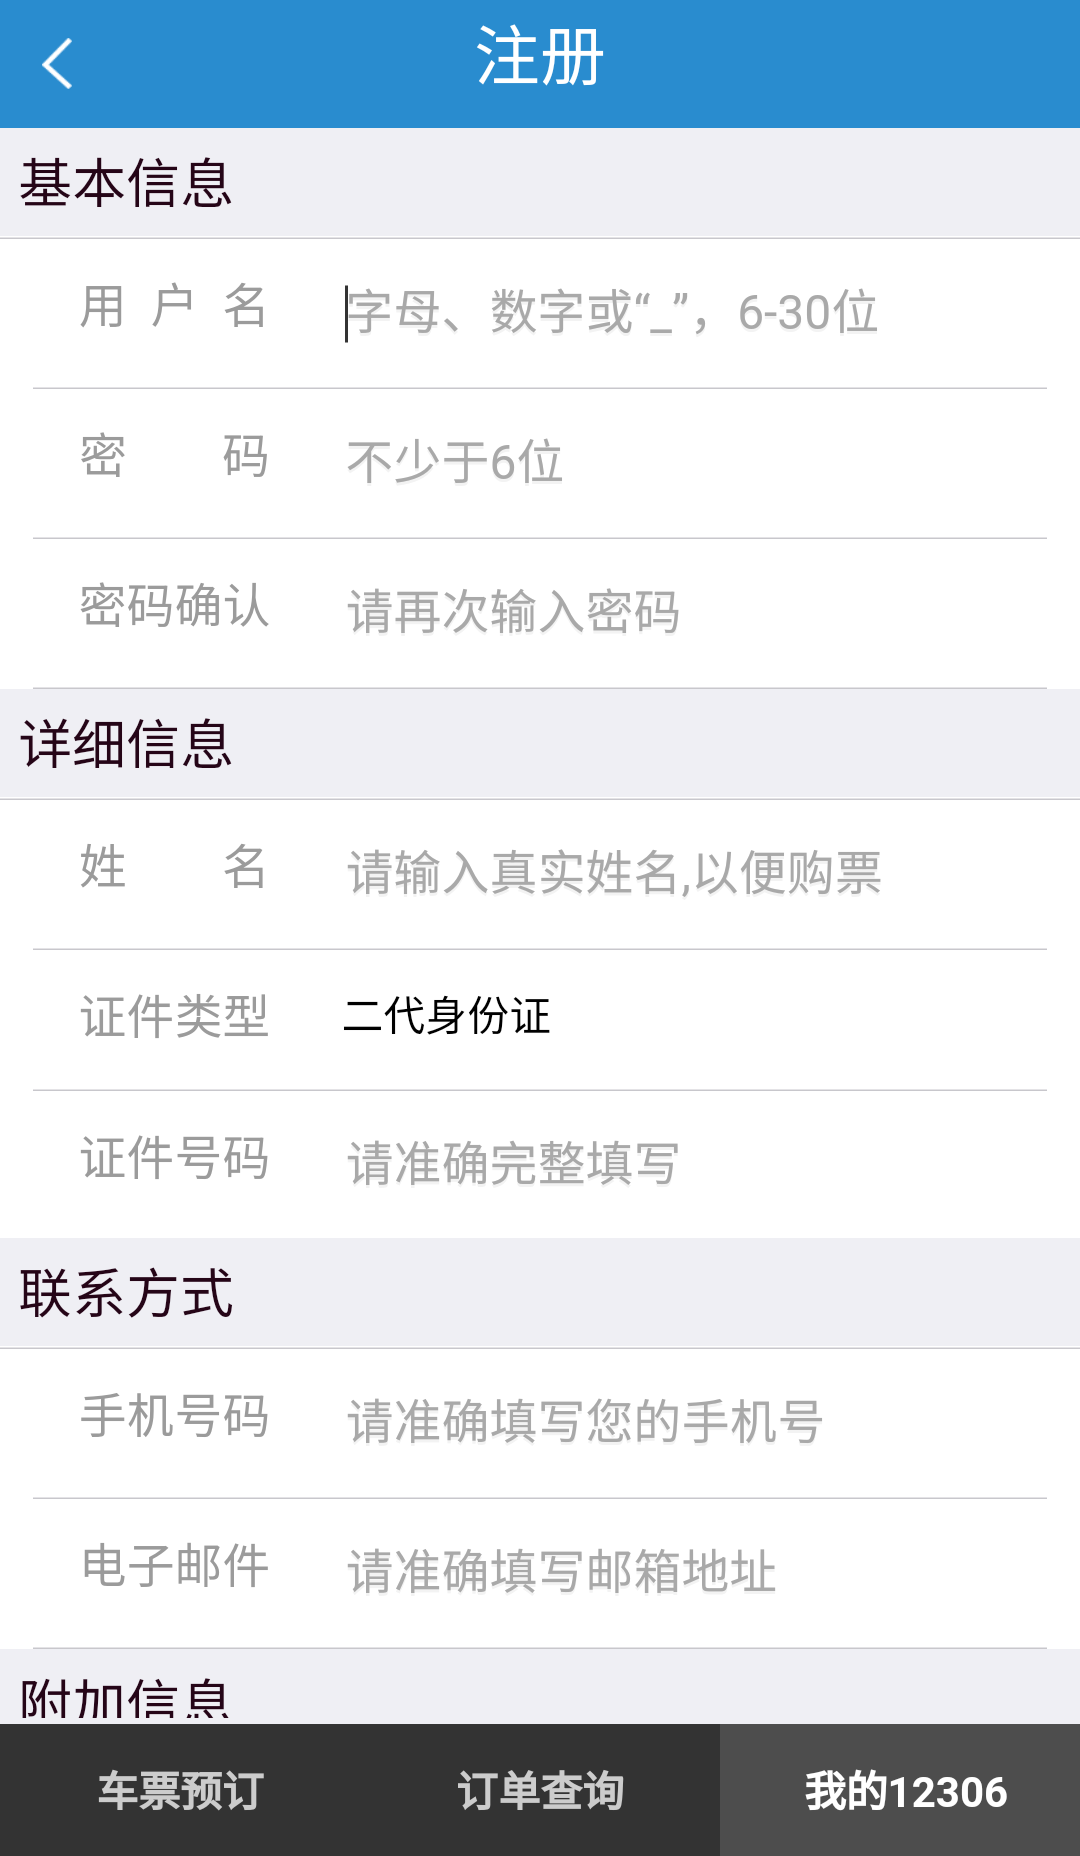 注册
基本信息
用 户 名 字母、数字或“_”，6-30位
密 码 不少于6位
密码确认 请再次输入密码
详细信息
姓 名 请输入真实姓名,以便购票
证件类型 二代身份证
证件号码 请准确完整填写
联系方式
手机号码 请准确填写您的手机号
电子邮件 请准确填写邮箱地址
附加信息
车票预订 订单查询 我的12306